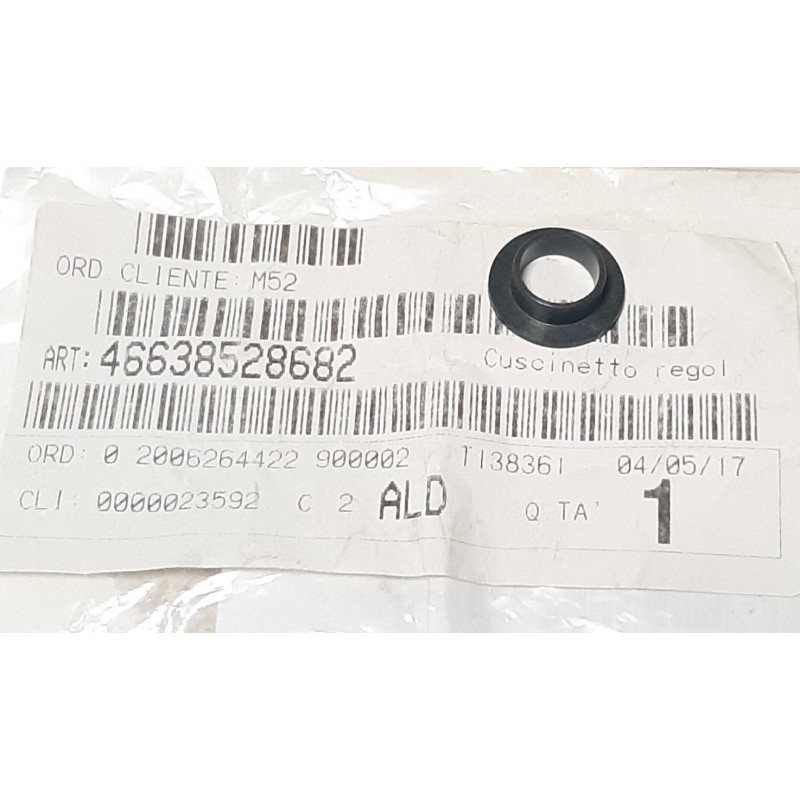 ORD.CLIENTE: M52
ART: 46638528682 Cuscinetto regol
ORD: 0 2006264422 900002 T138361 04/05/17
CLI: 0000023592 C 2 ALD Q.TA' 1